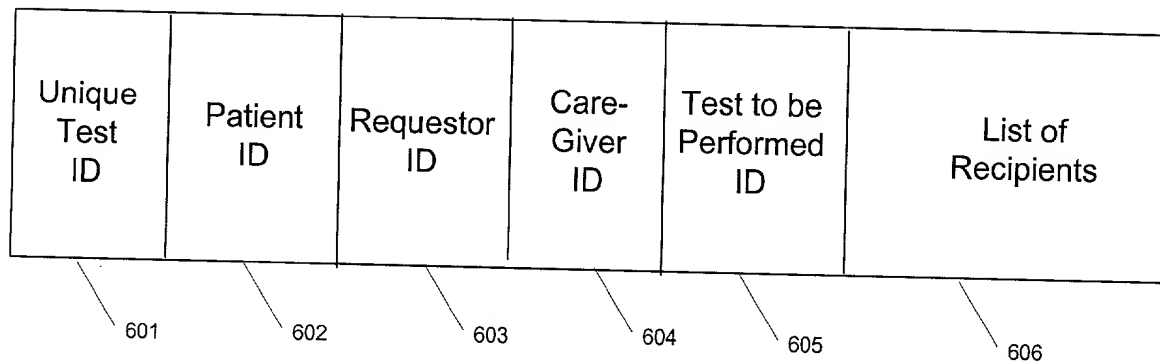 Unique
Test
ID
Patient
ID
Requestor
ID
Care-
Giver
ID
Test to be
Performed
ID
List of
Recipients
601
602
603
604
605
606